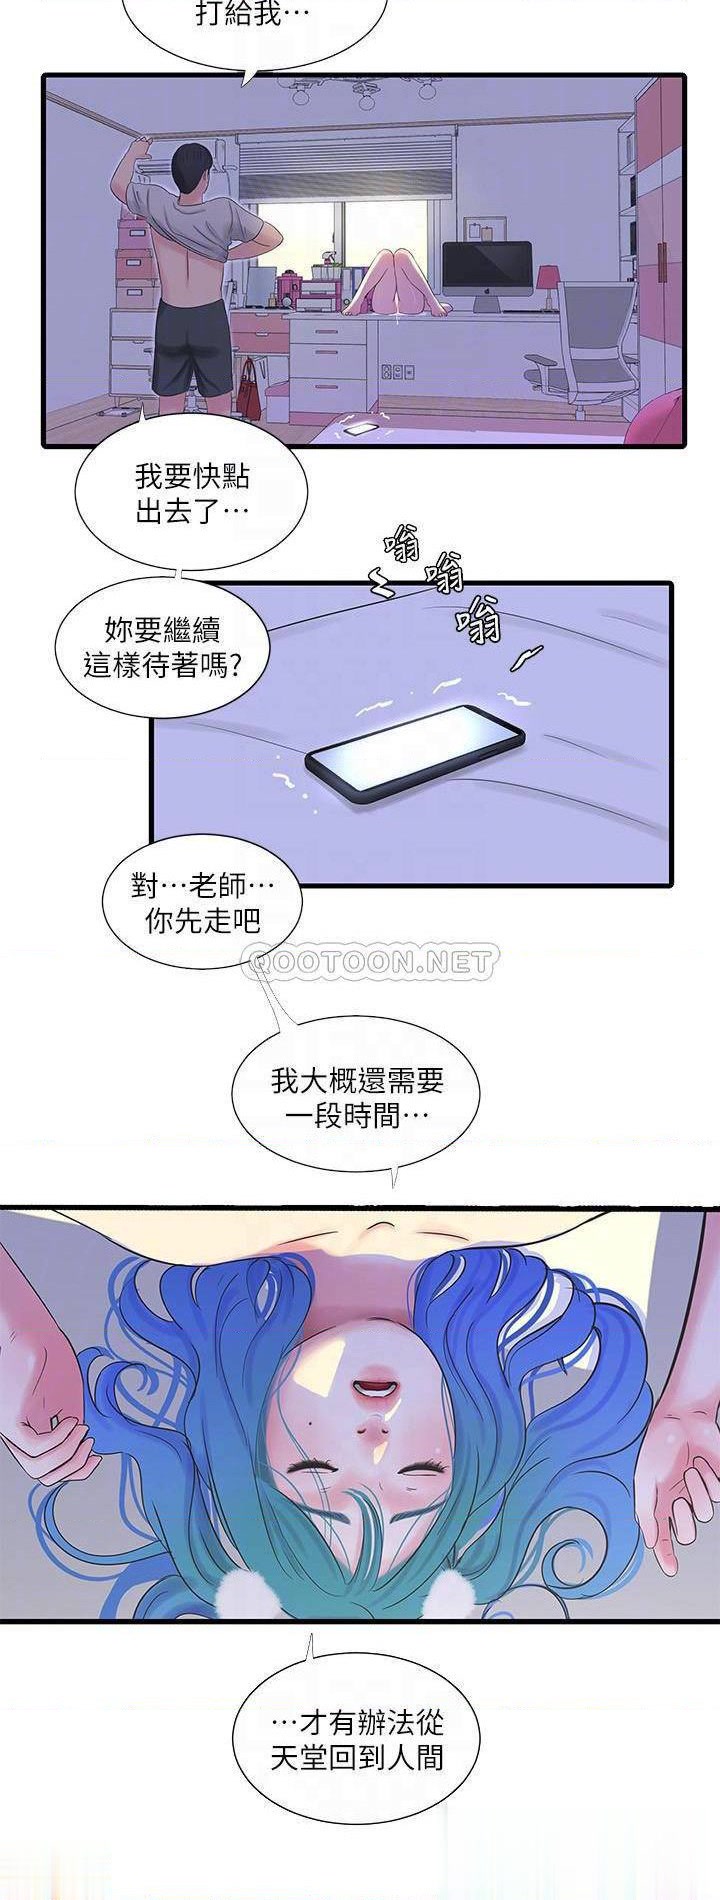 打給我…
我要快點
出去了…
嗡
嗡
嗡
妳要繼續
這樣待著嗎?
對…老師…
你先走吧
QOOTOON.NET
我大概還需要
一段時間…
…才有辦法從
天堂回到人間